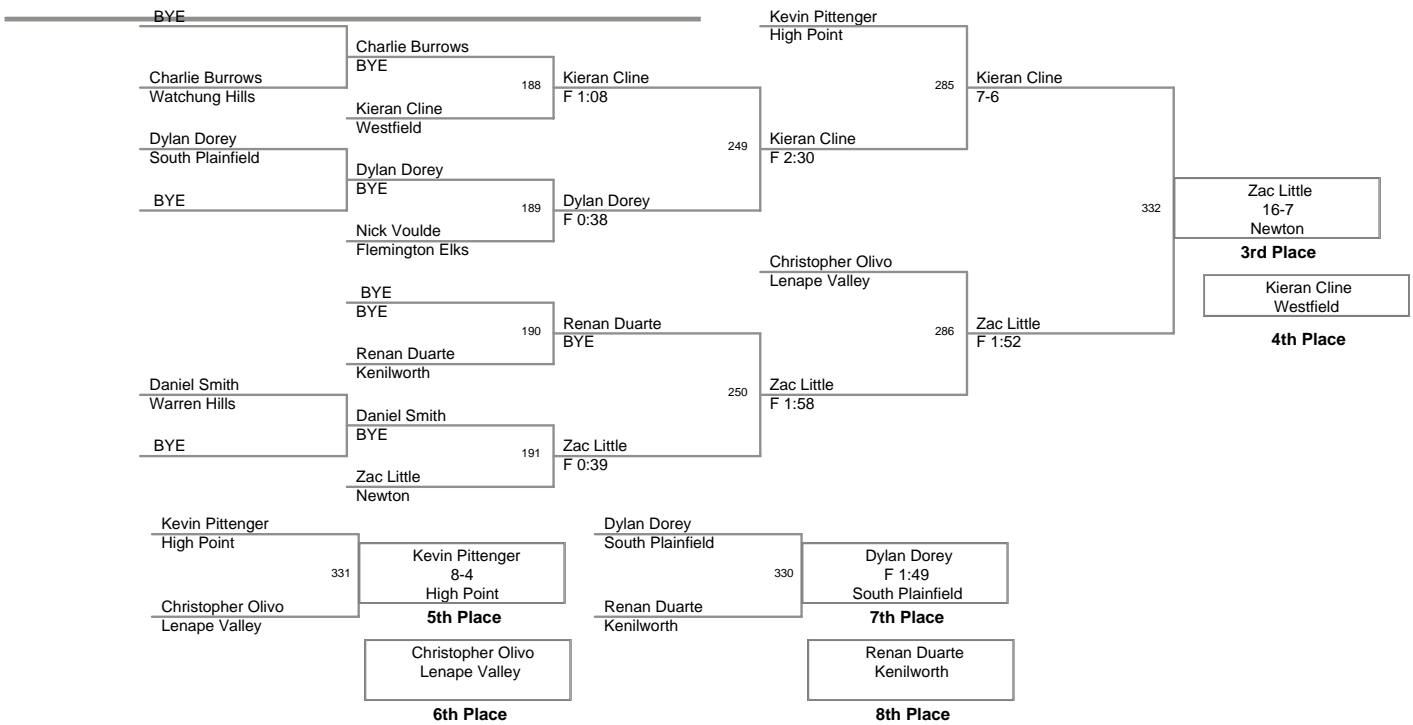 BYE
Charlie Burrows
Watchung Hills
Dylan Dorey
South Plainfield
BYE
Daniel Smith
Warren Hills
BYE
Charlie Burrows
BYE
188
Kieran Cline
Westfield
Dylan Dorey
BYE
189
Nick Voulde
Flemington Elks
BYE
BYE
190
Renan Duarte
Kenilworth
Daniel Smith
BYE
191
Zac Little
Newton
Kieran Cline
F 1:08
249
Dylan Dorey
F 0:38
Renan Duarte
BYE
250
Zac Little
F 0:39
Kevin Pittenger
High Point
285
Kieran Cline
F 2:30
Christopher Olivo
Lenape Valley
286
Zac Little
F 1:58
Kieran Cline
7-6
332
Zac Little
F 1:52
Zac Little
16-7
Newton
3rd Place
Kieran Cline
Westfield
4th Place
Kevin Pittenger
High Point
331
Christopher Olivo
Lenape Valley
Kevin Pittenger
8-4
High Point
5th Place
Christopher Olivo
Lenape Valley
6th Place
Dylan Dorey
South Plainfield
330
Renan Duarte
Kenilworth
Dylan Dorey
F 1:49
South Plainfield
7th Place
Renan Duarte
Kenilworth
8th Place